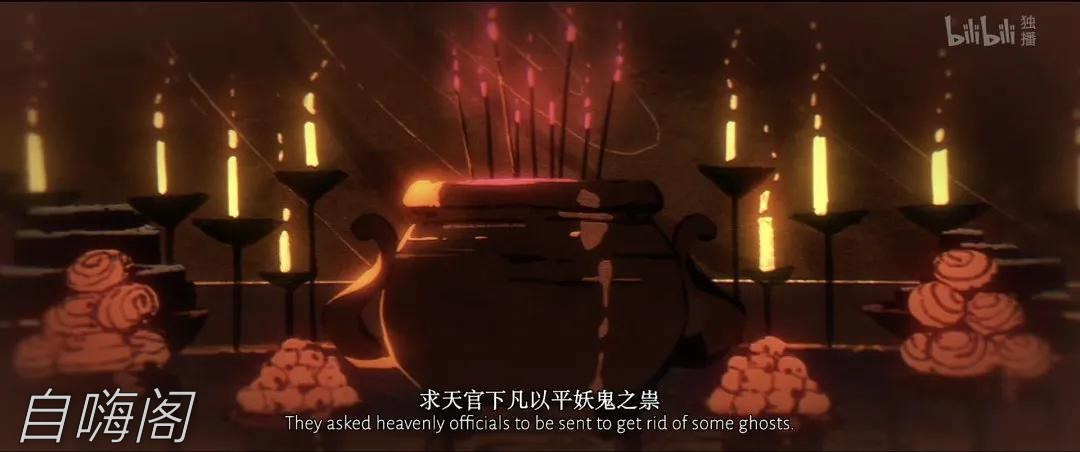 bilibili 独播
求天官下凡以平妖鬼之祟
They asked heavenly officials to be sent to get rid of some ghosts.
自嗨阁